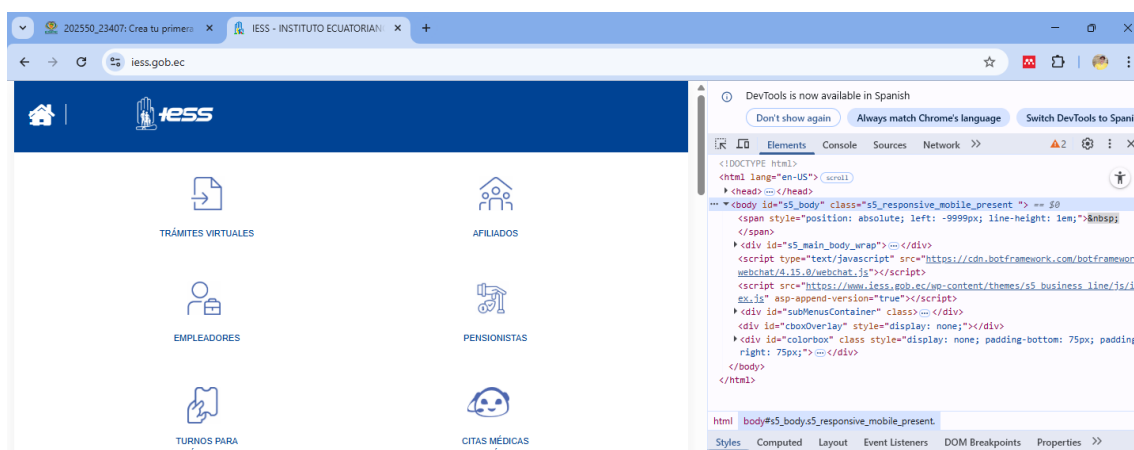 202550_23407: Crea tu primera
IESS - INSTITUTO ECUATORIAN
iess.gob.ec
iess
TRÁMITES VIRTUALES
AFILIADOS
EMPLEADORES
PENSIONISTAS
TURNOS PARA
CITAS MÉDICAS
DevTools is now available in Spanish
Don't show again Always match Chrome's language Switch DevTools to Spani
Elements Console Sources Network 2
<!DOCTYPE html>
<html lang="en-US"> scroll
<head> … </head>
… <body id="s5_body" class="s5_responsive_mobile_present "> == $0
<span style="position: absolute; left: -9999px; line-height: 1em;">&nbsp;
</span>
<div id="s5_main_body_wrap"> … </div>
<script type="text/javascript" src="https://cdn.botframework.com/botframewor
webchat/4.15.0/webchat.js"></script>
<script src="https://www.iess.gob.ec/wp-content/themes/s5_business_line/js/i
ex.js" asp-append-version="true"></script>
<div id="subMenusContainer" class> … </div>
<div id="cboxOverlay" style="display: none;"></div>
<div id="colorbox" class style="display: none; padding-bottom: 75px; padding
right: 75px;"> … </div>
</body>
</html>
html body#s5_body.s5_responsive_mobile_present.
Styles Computed Layout Event Listeners DOM Breakpoints Properties